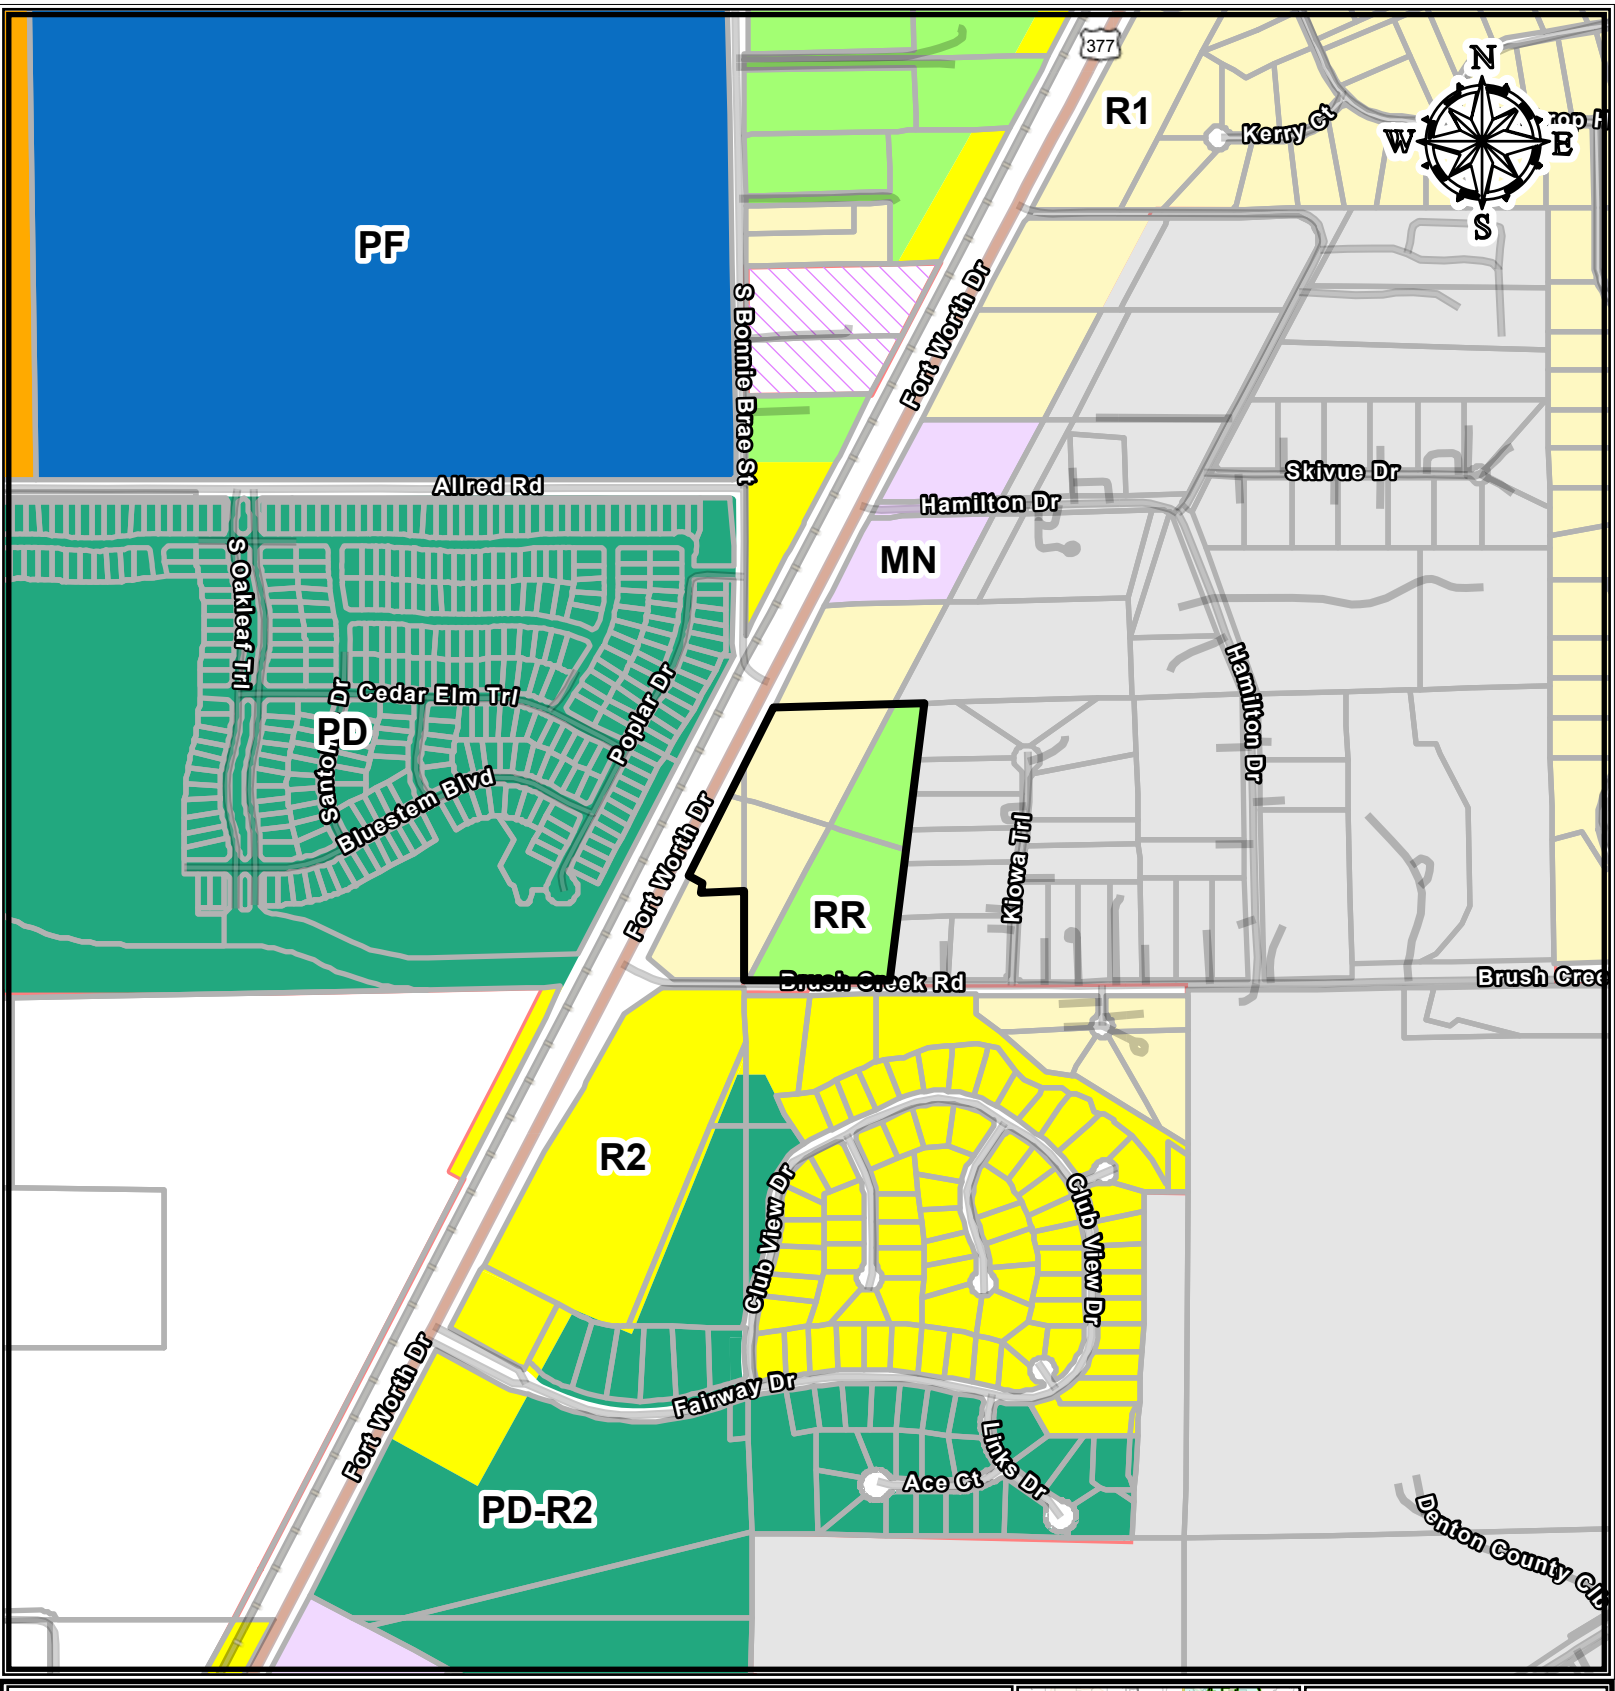 377
N
R1
Kerry Ct
W
E
S
PF
S Bonnie Brae St
Fort Worth Dr
Allred Rd
Skivue Dr
Hamilton Dr
S Oakleaf Trl
MN
Hamilton Dr
Cedar Elm Trl
Poplar Dr
PD
Dr
Bluestem Blvd
Fort Worth Dr
Kiowa Trl
RR
Brush Creek Rd
Brush
R2
Club View Dr
Club View Dr
Fort Worth Dr
Fairway Dr
Links Dr
Ace Ct
PD-R2
Denton County